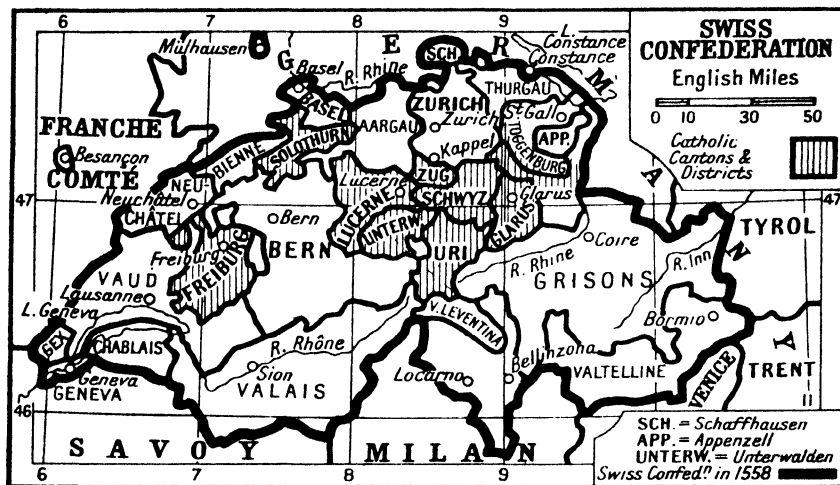 6 7 8 9
SWISS
CONFEDERATION
English Miles
10 0 10 30 50
Catholic
Cantons &
Districts
GERMANY
L.
Constance
Constance
Mülhausen
SCH.
Basel
R. Rhine
THURGAU
BASEL
ZURICH
AARGAU
Zurich
St. Gall
APP.
TOGGENBURG
FRANCHE
COMTÉ
Besançon
BIENNE
SOLOTHURN
Kappel
ZUG
47
NEU-
CHÂTEL
Neuchâtel
Lucerne
LUCERNE
SCHWYZ
Glarus
GLARUS
47
Bern
BERN
UNTERW.
URI
Coire
TYROL
Freiburg
FREIBURG
R. Rhine
R. Inn
GRISONS
VAUD
Lausanne
L. Geneva
V. LEVENTINA
Bormio
GEX
CHABLAIS
R. Rhône
Geneva
GENEVA
Sion
VALAIS
Locarno
Bellinzona
VALTELLINE
VENICE
TRENT
46
SAVOY
MILAN
SCH. = Schaffhausen
APP. = Appenzell
UNTERW. = Unterwalden
Swiss Confedn. in 1558
6 7 8 9